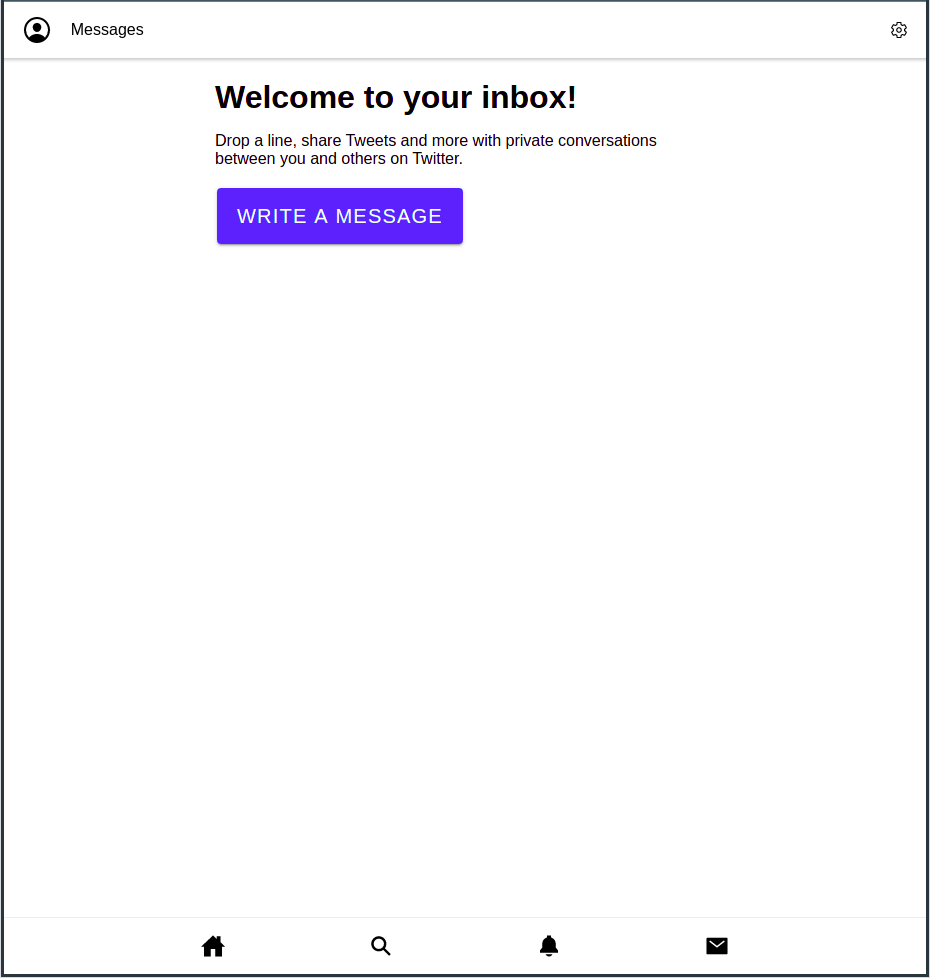 Messages
Welcome to your inbox!
Drop a line, share Tweets and more with private conversations
between you and others on Twitter.
WRITE A MESSAGE